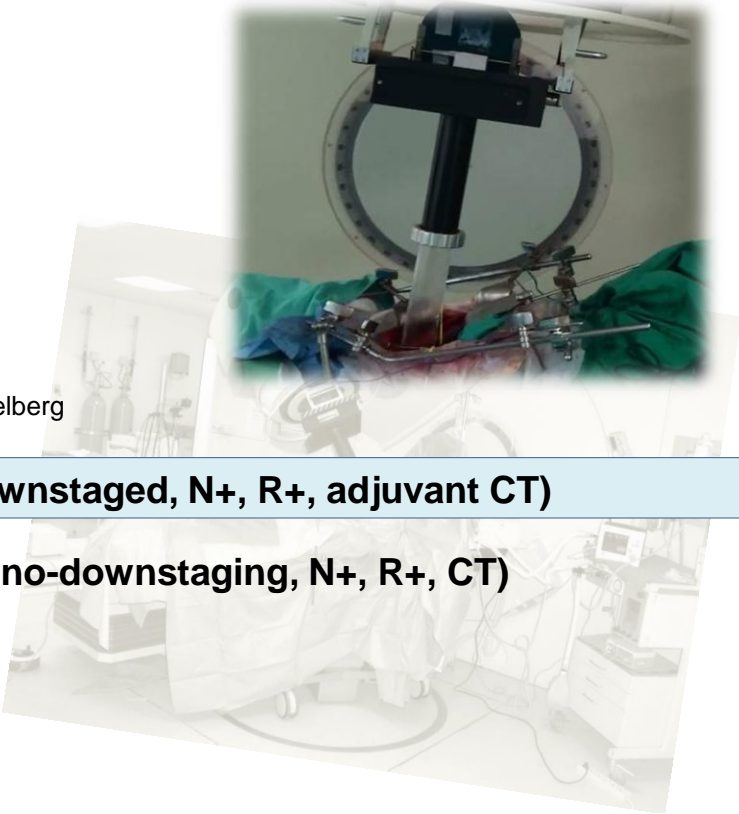 elberg
wnstaged, N+, R+, adjuvant CT)
no-downstaging, N+, R+, CT)